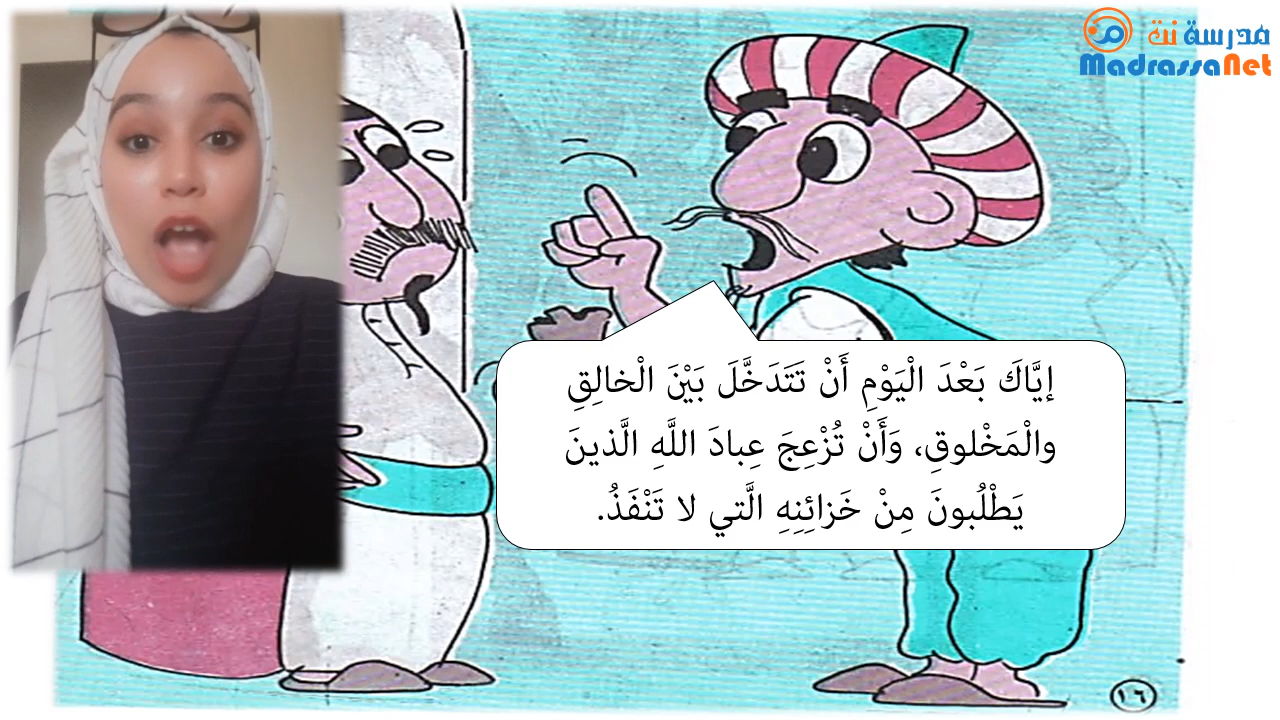 مدرسة نت
MadrassaNet
إيَّاكَ بَعْدَ الْيَوْمِ أَنْ تَتَدَخَّلَ بَيْنَ الْخالِقِ
والْمَخْلوقِ، وَأَنْ تُزْعِجَ عِبادَ اللَّهِ الَّذينَ
يَطْلُبونَ مِنْ خَزائِنِهِ الَّتي لا تَنْفَذُ.
١٦